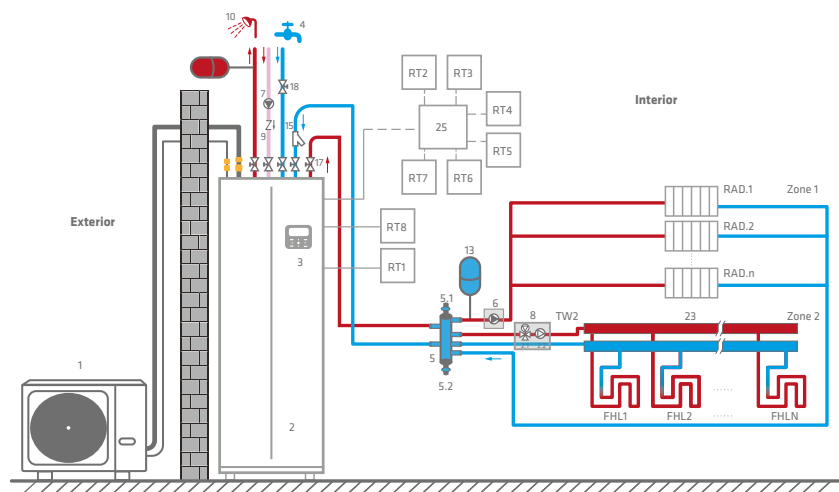 10
4
7
18
9
15
17
RT2
RT3
RT4
25
RT5
RT7
RT6
Interior
RAD.1
Zone 1
RAD.2
RAD.n
Exterior
RT8
3
RT1
13
5.1
6
8
TW2
23
Zone 2
5
5.2
1
2
FHL1
FHL2
FHLN